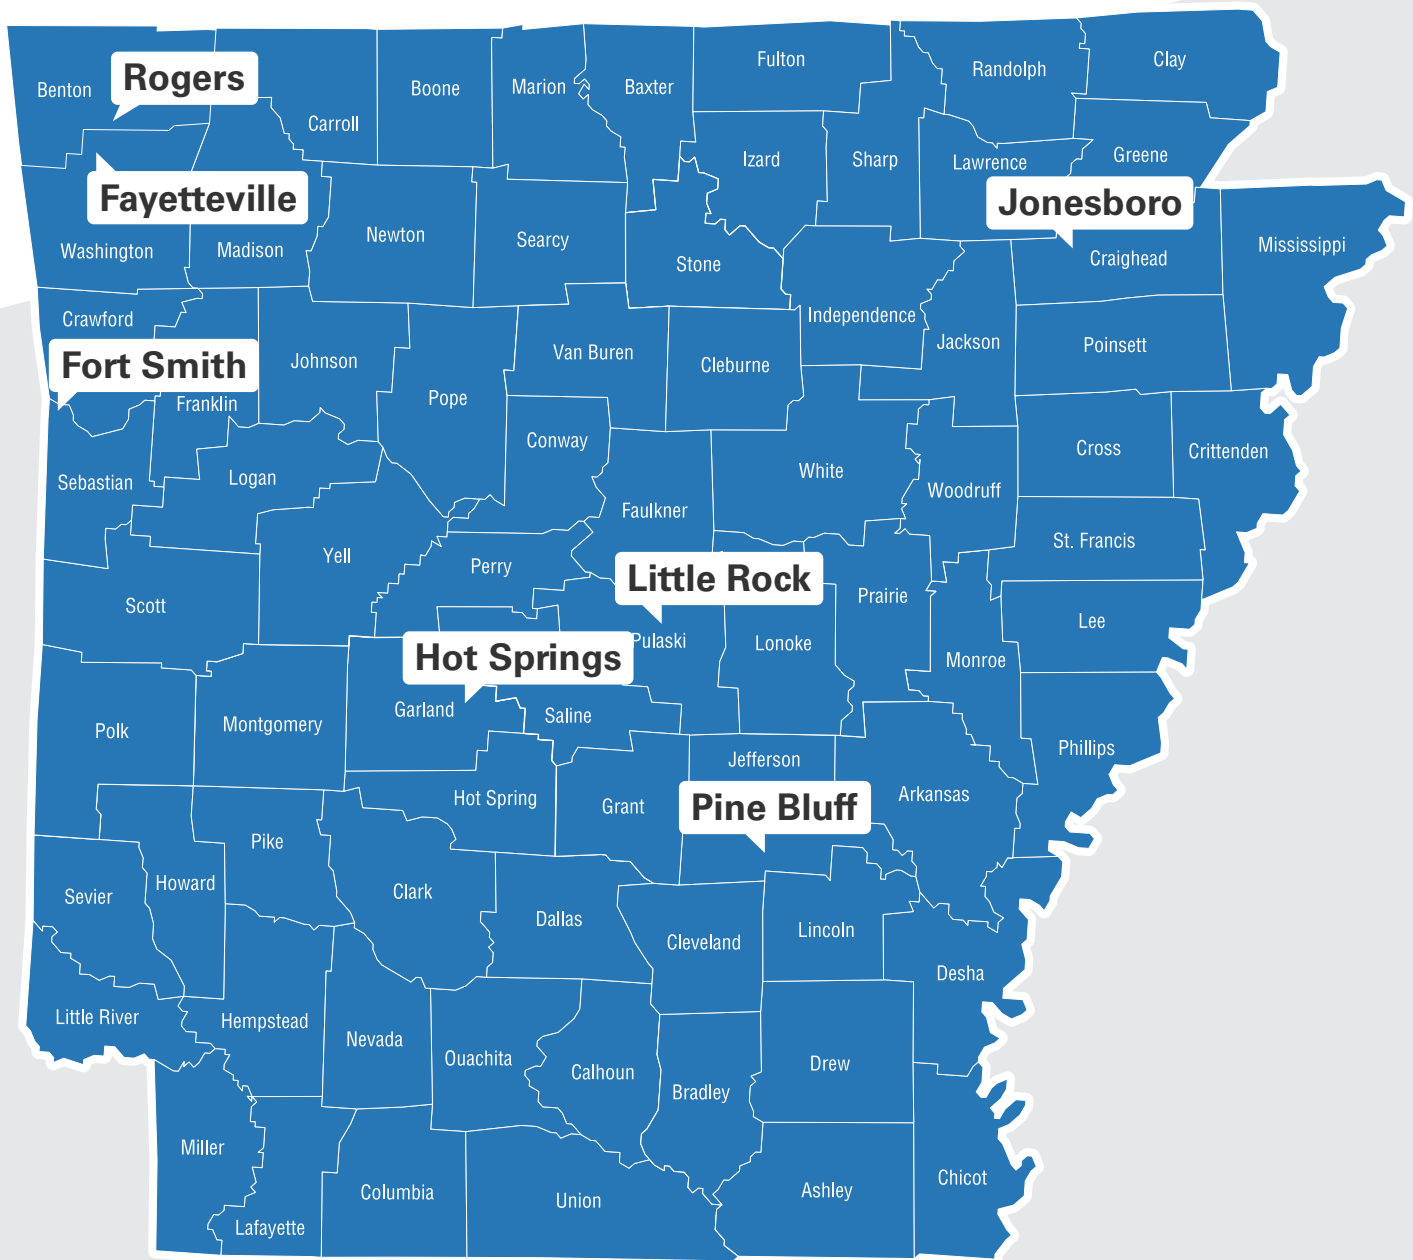 Fulton
Clay
Randolph
Rogers
Benton
Boone
Marion
Baxter
Carroll
Izard
Sharp
Lawrence
Greene
Fayetteville
Jonesboro
Newton
Searcy
Washington
Madison
Stone
Craighead
Mississippi
Crawford
Independence
Jackson
Poinsett
Van Buren
Johnson
Cleburne
Fort Smith
Franklin
Pope
Conway
Cross
Crittenden
White
Logan
Sebastian
Woodruff
Faulkner
St. Francis
Yell
Perry
Little Rock
Prairie
Scott
Lee
Pulaski
Lonoke
Hot Springs
Monroe
Garland
Saline
Montgomery
Polk
Phillips
Jefferson
Hot Spring
Grant
Arkansas
Pine Bluff
Pike
Howard
Sevier
Clark
Dallas
Lincoln
Cleveland
Desha
Little River
Hempstead
Nevada
Ouachita
Calhoun
Drew
Bradley
Miller
Columbia
Union
Ashley
Chicot
Lafayette